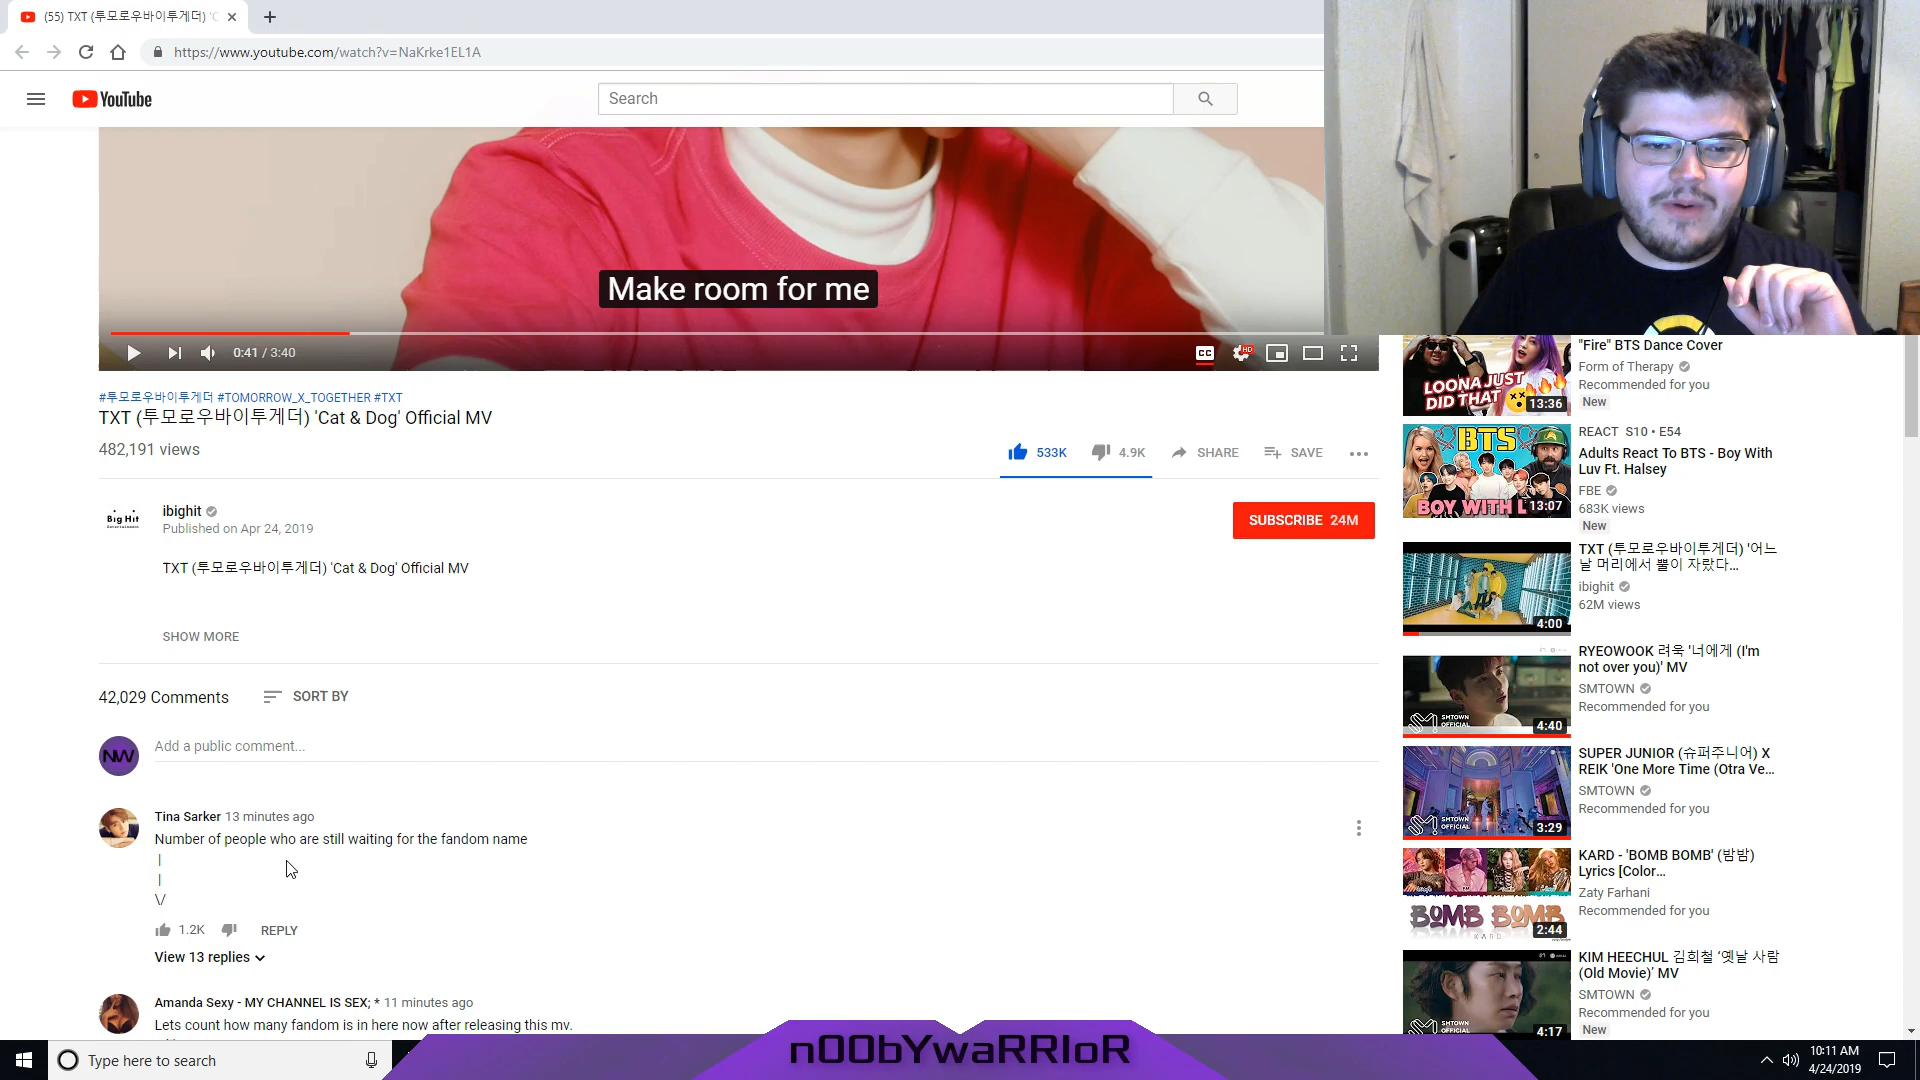 (55) TXT (투모로우바이투게더) 'C
https://www.youtube.com/watch?v=NaKrke1EL1A
YouTube
Search
Make room for me
0:41 / 3:40
CC
HD
#투모로우바이투게더 #TOMORROW_X_TOGETHER #TXT
TXT (투모로우바이투게더) 'Cat & Dog' Official MV
482,191 views
533K
4.9K
SHARE
SAVE
Big Hit
ibighit
Published on Apr 24, 2019
SUBSCRIBE 24M
TXT (투모로우바이투게더) 'Cat & Dog' Official MV
SHOW MORE
42,029 Comments
SORT BY
NW
Add a public comment...
Tina Sarker 13 minutes ago
Number of people who are still waiting for the fandom name
|
|
\/
1.2K
REPLY
View 13 replies
Amanda Sexy - MY CHANNEL IS SEX; * 11 minutes ago
Lets count how many fandom is in here now after releasing this mv.
LOONA JUST
DID THAT
13:36
"Fire" BTS Dance Cover
Form of Therapy
Recommended for you
New
BTS
BOY WITH L
13:07
REACT S10 • E54
Adults React To BTS - Boy With
Luv Ft. Halsey
FBE
683K views
New
4:00
TXT (투모로우바이투게더) '어느
날 머리에서 뿔이 자랐다...
ibighit
62M views
SMTOWN
OFFICIAL
4:40
RYEOWOOK 려욱 '너에게 (I'm
not over you)' MV
SMTOWN
Recommended for you
SMTOWN
OFFICIAL
3:29
SUPER JUNIOR (슈퍼주니어) X
REIK 'One More Time (Otra Ve...
SMTOWN
Recommended for you
BOMB BOMB
KARD
2:44
KARD - 'BOMB BOMB' (밤밤)
Lyrics [Color...
Zaty Farhani
Recommended for you
SMTOWN
OFFICIAL
4:17
KIM HEECHUL 김희철 '옛날 사람
(Old Movie)' MV
SMTOWN
Recommended for you
New
n00bYwaRRIoR
Type here to search
10:11 AM
4/24/2019